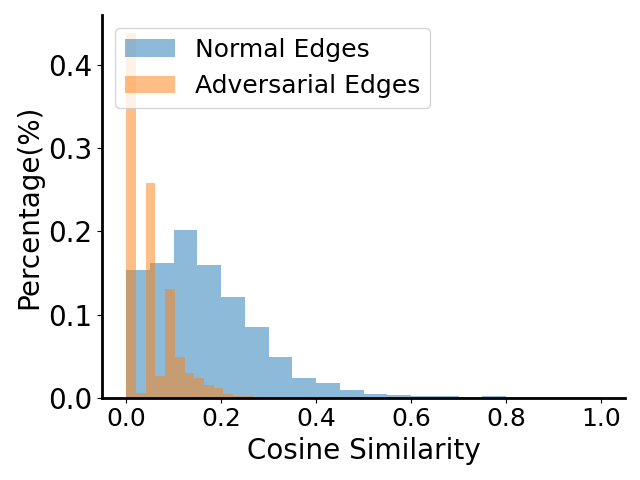 Normal Edges
Adversarial Edges
Percentage(%)
0.4
0.3
0.2
0.1
0.0
0.0 0.2 0.4 0.6 0.8 1.0
Cosine Similarity